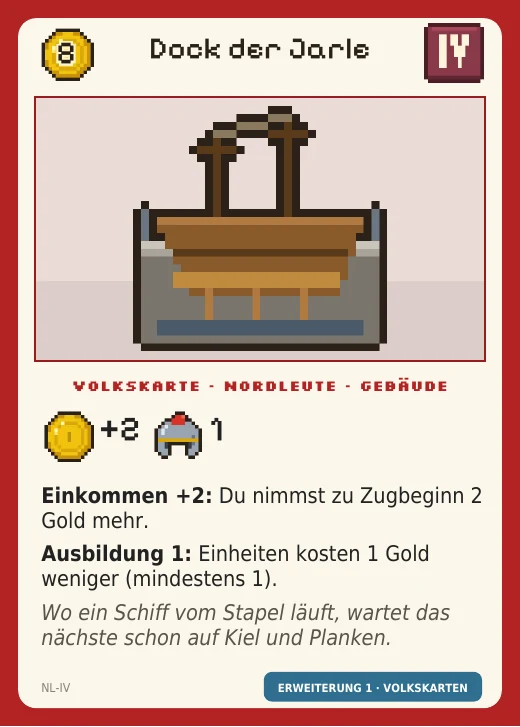 8
Dock der Jarle
IV
VOLKSKARTE - NORDLEUTE - GEBÄUDE
+2 1
Einkommen +2: Du nimmst zu Zugbeginn 2
Gold mehr.
Ausbildung 1: Einheiten kosten 1 Gold
weniger (mindestens 1).
Wo ein Schiff vom Stapel läuft, wartet das
nächste schon auf Kiel und Planken.
NL-IV
ERWEITERUNG 1 · VOLKSKARTEN